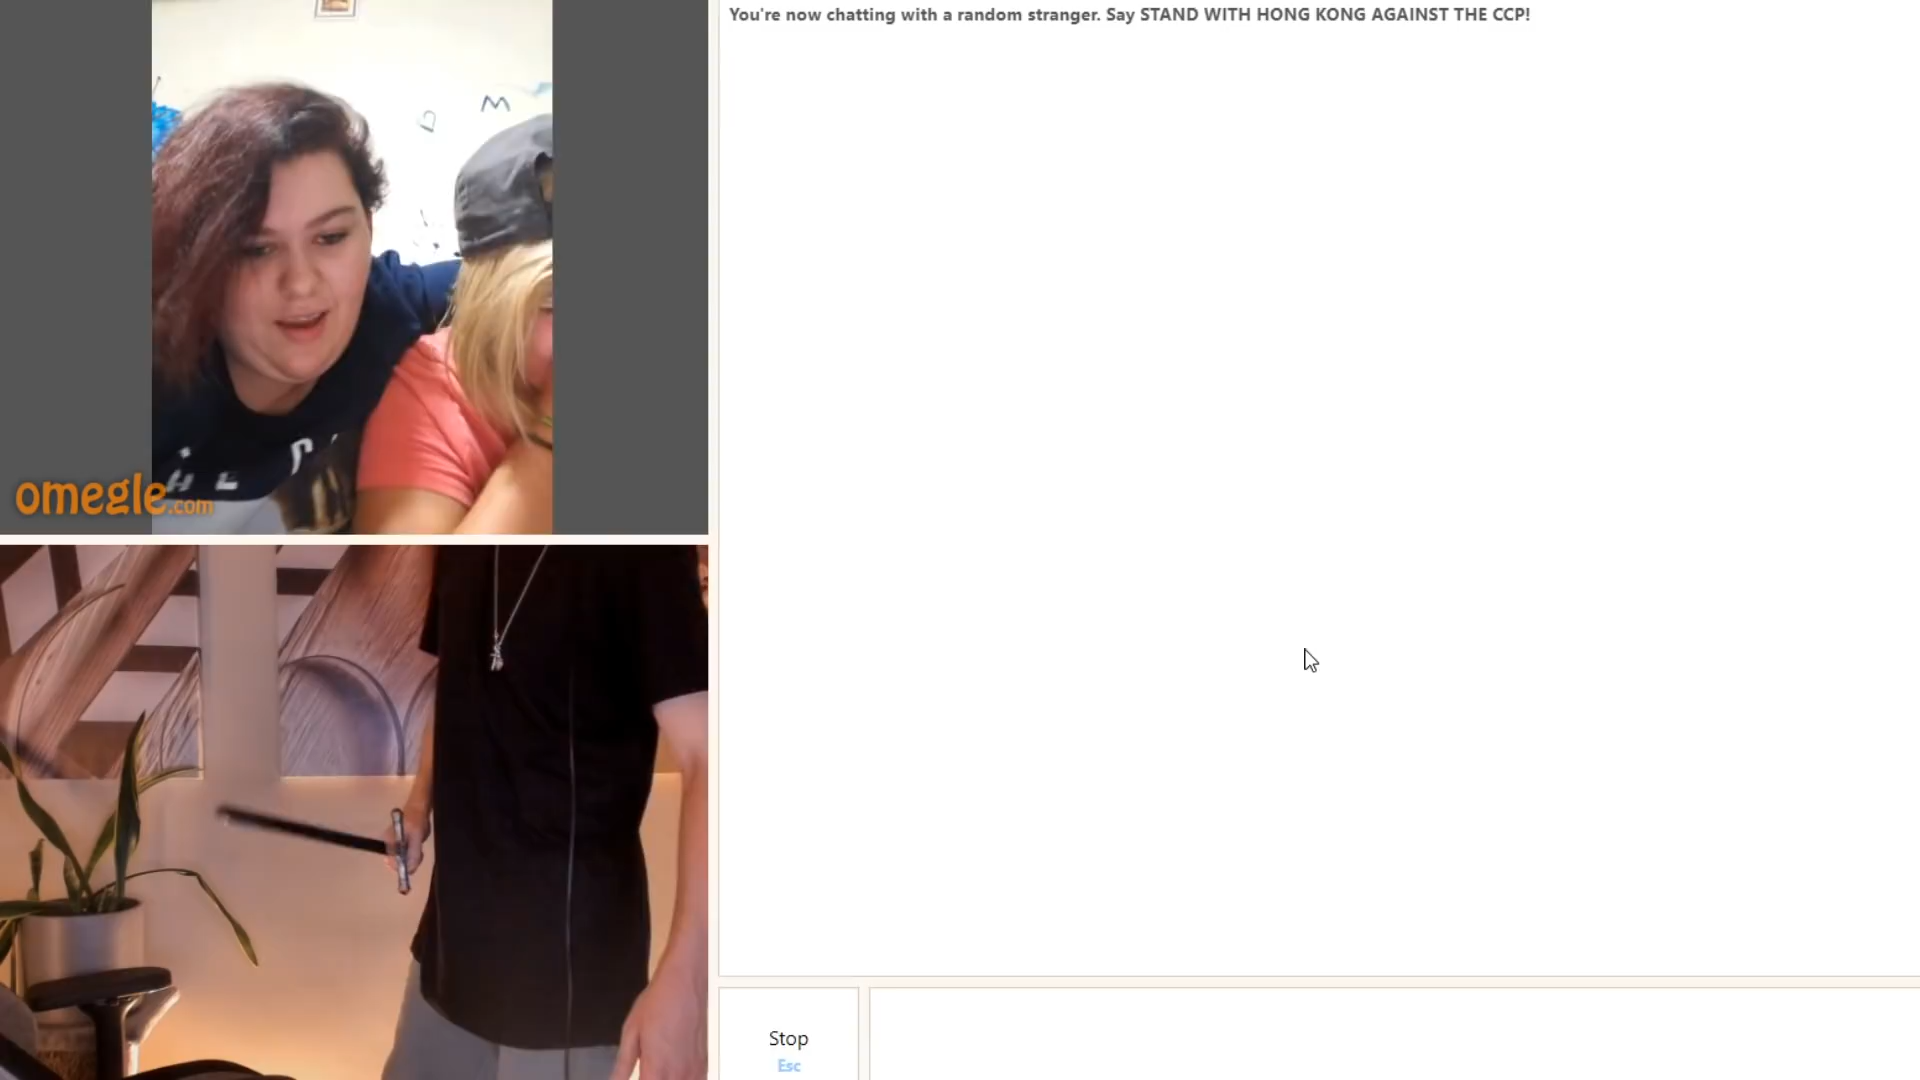 You're now chatting with a random stranger. Say STAND WITH HONG KONG AGAINST THE CCP!
M
omegle.com
Stop
Esc